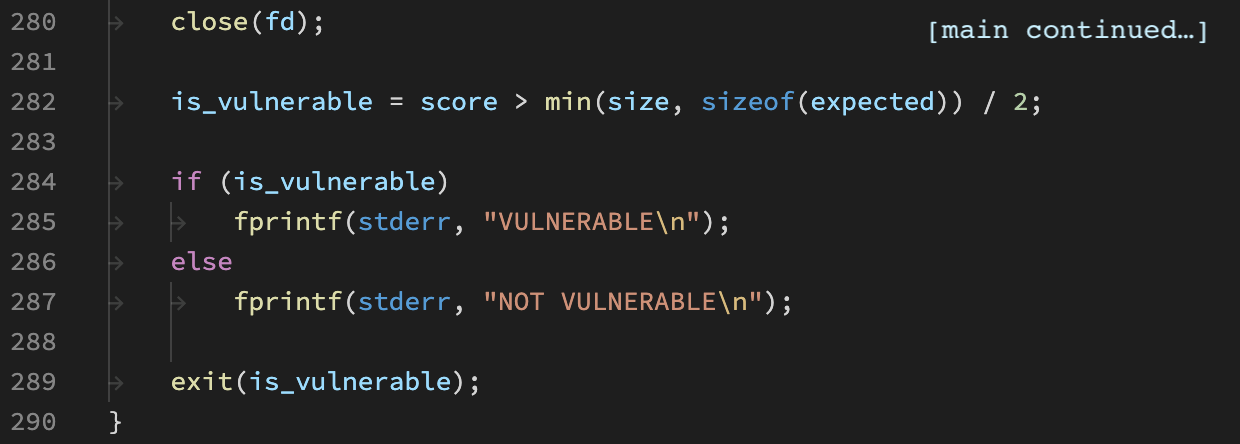 280 close(fd);
[main continued…]
281
282 is_vulnerable = score > min(size, sizeof(expected)) / 2;
283
284 if (is_vulnerable)
285 fprintf(stderr, "VULNERABLE\n");
286 else
287 fprintf(stderr, "NOT VULNERABLE\n");
288
289 exit(is_vulnerable);
290 }